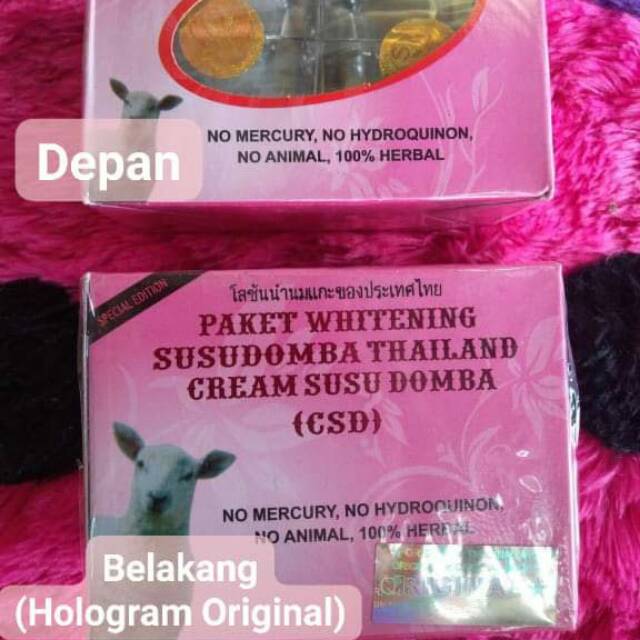 NO MERCURY, NO HYDROQUINON,
NO ANIMAL, 100% HERBAL
Depan
SPECIAL EDITION
โลชั่นน้ำนมแกะของประเทศไทย
PAKET WHITENING
SUSUDOMBA THAILAND
CREAM SUSU DOMBA
(CSD)
NO MERCURY, NO HYDROQUINON,
NO ANIMAL, 100% HERBAL
ORIGINAL
Belakang
(Hologram Original)